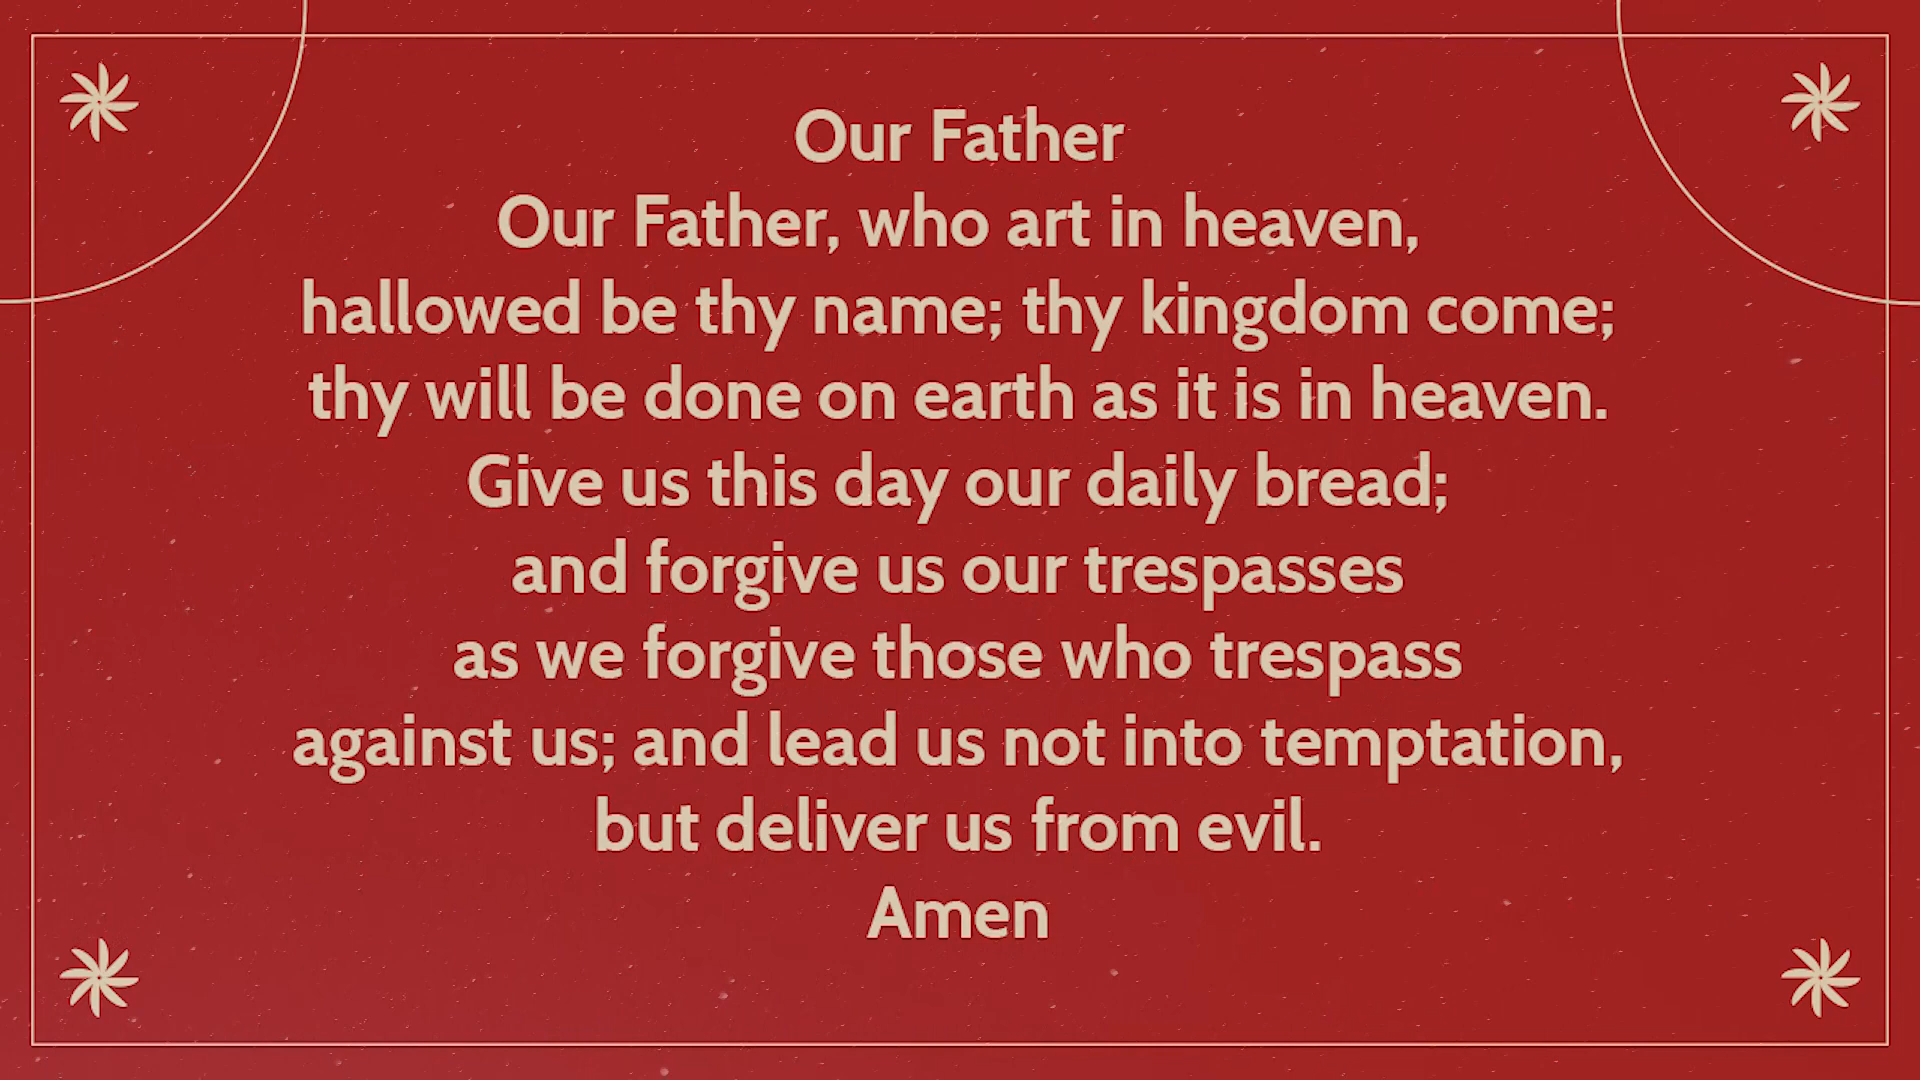 Our Father
Our Father, who art in heaven,
hallowed be thy name; thy kingdom come;
thy will be done on earth as it is in heaven.
Give us this day our daily bread;
and forgive us our trespasses
as we forgive those who trespass
against us; and lead us not into temptation,
but deliver us from evil.
Amen